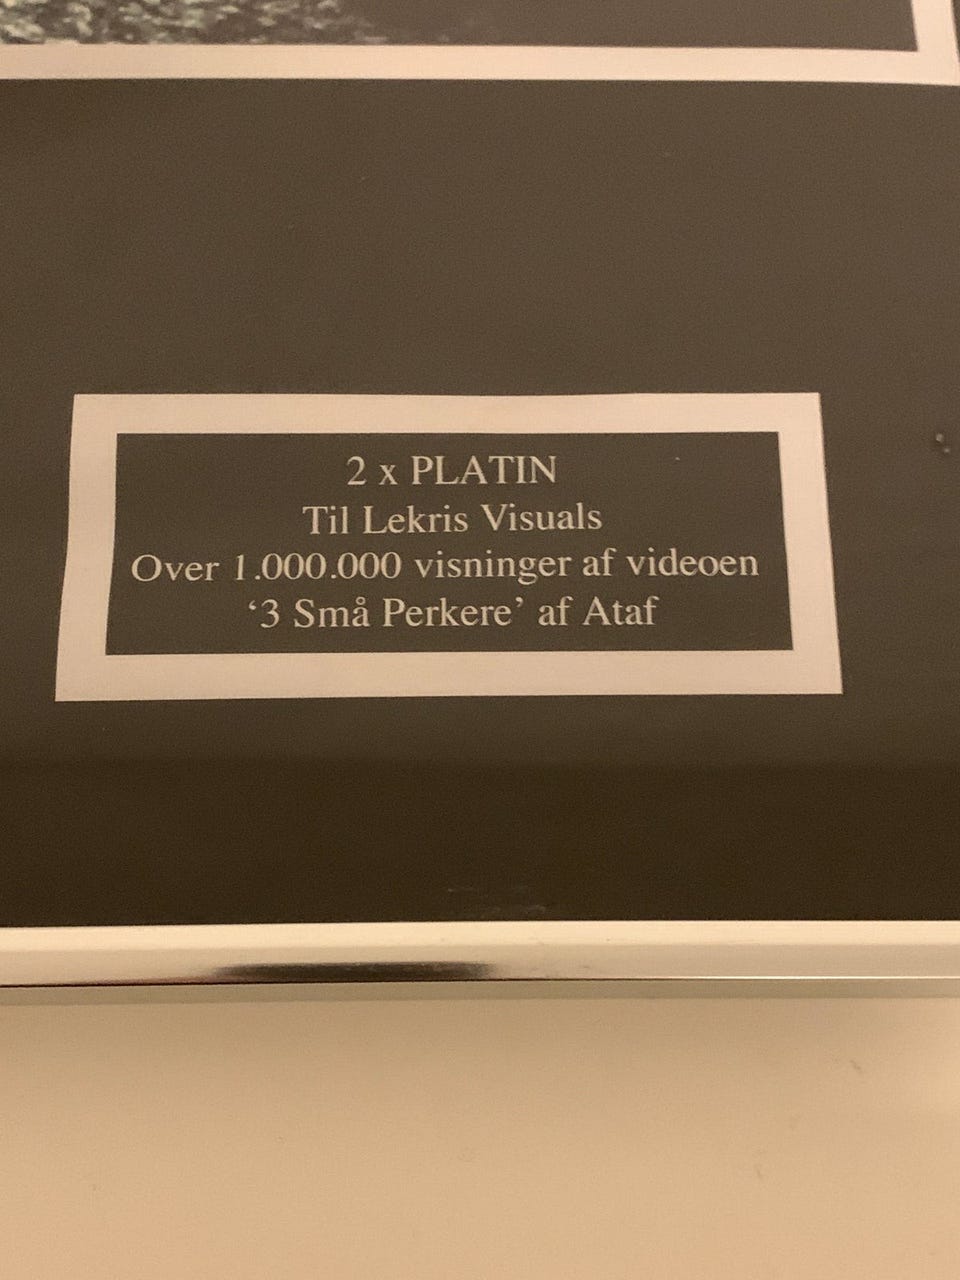 2 x PLATIN
Til Lekris Visuals
Over 1.000.000 visninger af videoen
‘3 Små Perkere’ af Ataf